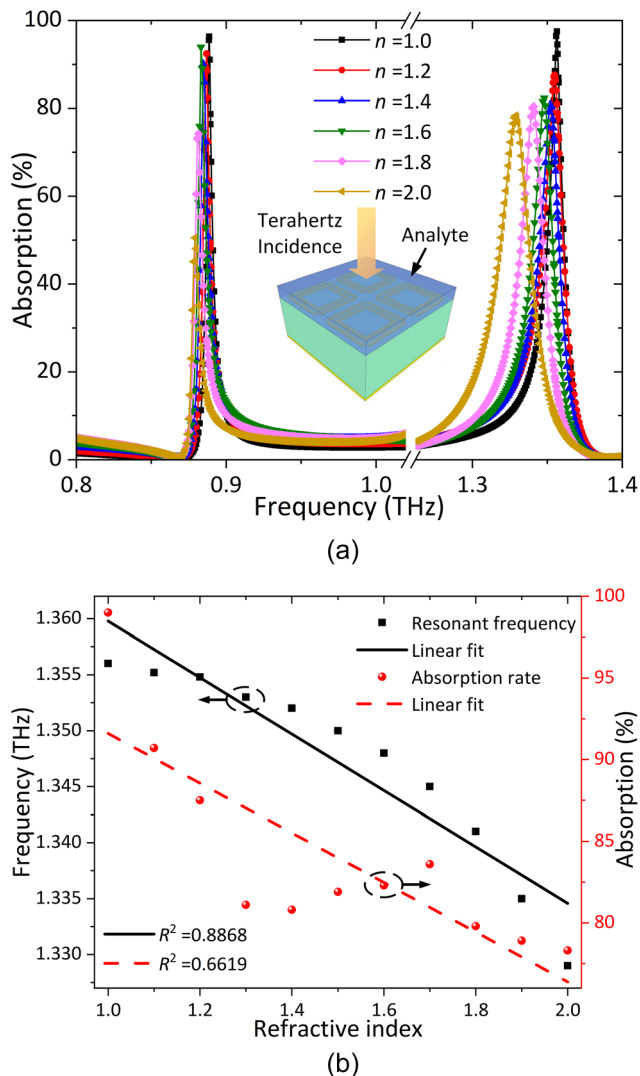 100
80
60
40
20
0
Absorption (%)
n =1.0
n =1.2
n =1.4
n =1.6
n =1.8
n =2.0
Terahertz
Incidence
Analyte
0.8
0.9
1.0
1.3
1.4
Frequency (THz)
(a)
1.360
1.355
1.350
1.345
1.340
1.335
1.330
Frequency (THz)
100
95
90
85
80
Absorption (%)
Resonant frequency
Linear fit
Absorption rate
Linear fit
R² =0.8868
R² =0.6619
1.0
1.2
1.4
1.6
1.8
2.0
Refractive index
(b)